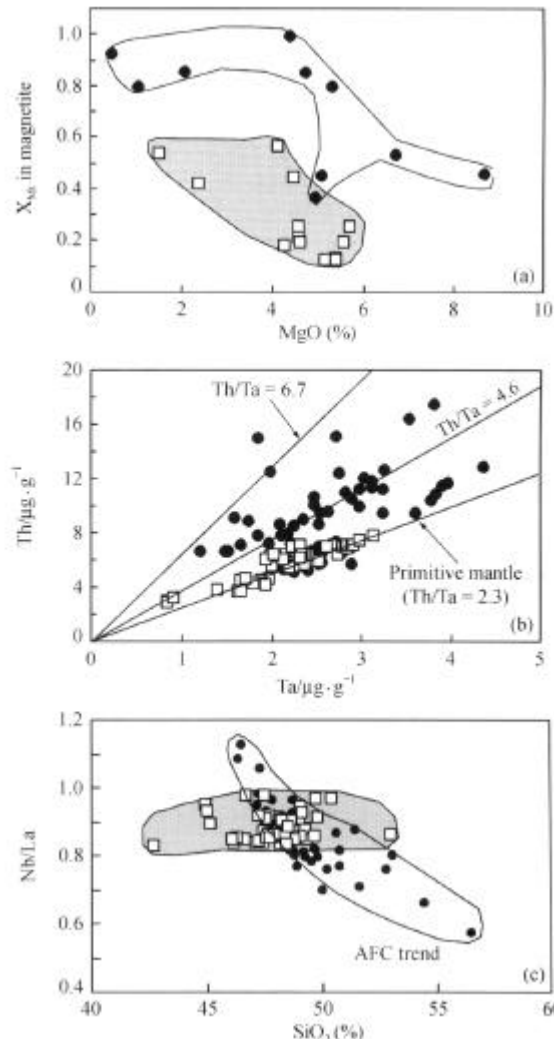 1.0
0.8
0.6
0.4
0.2
0
X in magnetite
0 2 4 6 8 10
MgO (%)
(a)
20
16
12
8
4
0
Th/μg·g⁻¹
Th/Ta = 6.7
Th/Ta = 4.6
Primitive mantle
(Th/Ta = 2.3)
(b)
1 2 3 4 5
Ta/μg·g⁻¹
1.2
1.0
0.8
0.6
0.4
Nb/La
AFC trend
(c)
40 45 50 55 60
SiO₂ (%)